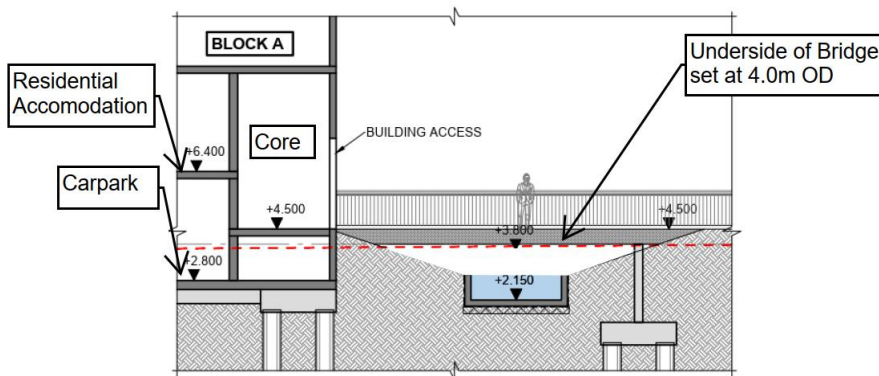 BLOCK A
Underside of Bridge
set at 4.0m OD
Residential
Accomodation
Core
BUILDING ACCESS
+6.400
Carpark
+4.500
+4.500
+3.800
+2.800
+2.150